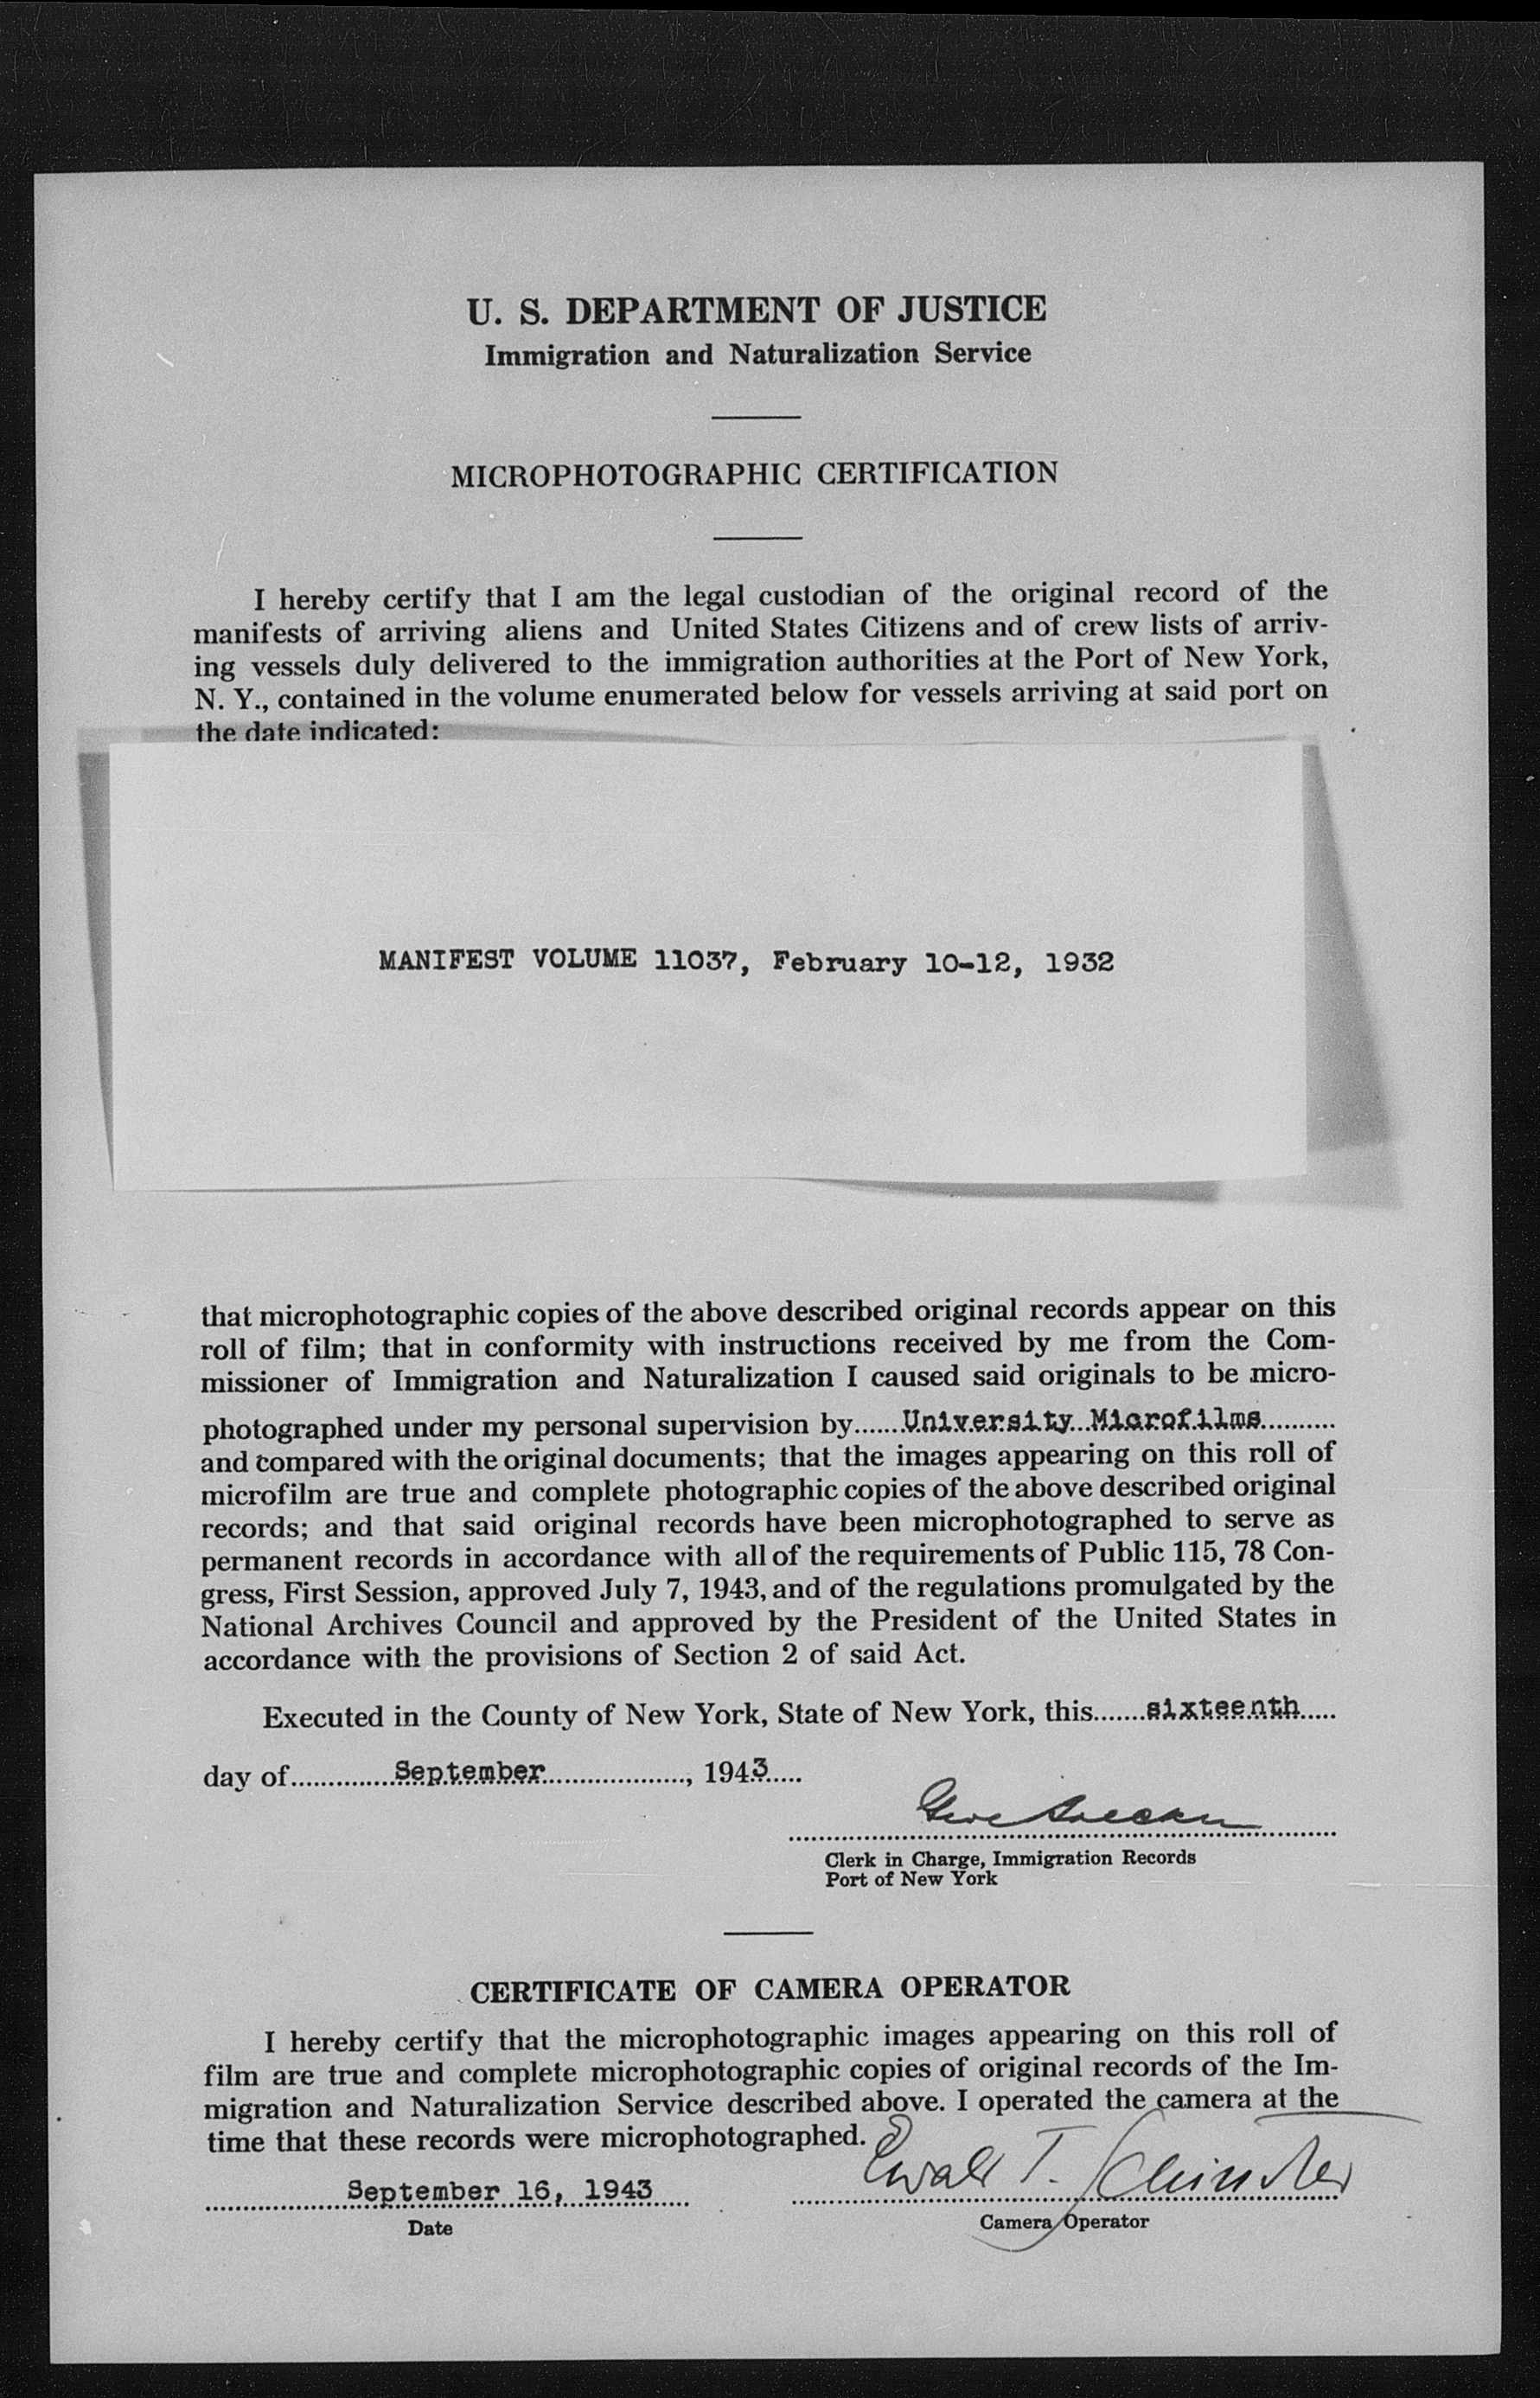 U. S. DEPARTMENT OF JUSTICE
Immigration and Naturalization Service
MICROPHOTOGRAPHIC CERTIFICATION
I hereby certify that I am the legal custodian of the original record of the
manifests of arriving aliens and United States Citizens and of crew lists of arriv-
ing vessels duly delivered to the immigration authorities at the Port of New York,
N. Y., contained in the volume enumerated below for vessels arriving at said port on
the date indicated:
MANIFEST VOLUME 11037, February 10-12, 1932
that microphotographic copies of the above described original records appear on this
roll of film; that in conformity with instructions received by me from the Com-
missioner of Immigration and Naturalization I caused said originals to be micro-
photographed under my personal supervision by......University Microfilms..........
and compared with the original documents; that the images appearing on this roll of
microfilm are true and complete photographic copies of the above described original
records; and that said original records have been microphotographed to serve as
permanent records in accordance with all of the requirements of Public 115, 78 Con-
gress, First Session, approved July 7, 1943, and of the regulations promulgated by the
National Archives Council and approved by the President of the United States in
accordance with the provisions of Section 2 of said Act.
Executed in the County of New York, State of New York, this.......sixteenth.....
day of..............September...................., 1943.....
Clerk in Charge, Immigration Records
Port of New York
CERTIFICATE OF CAMERA OPERATOR
I hereby certify that the microphotographic images appearing on this roll of
film are true and complete microphotographic copies of original records of the Im-
migration and Naturalization Service described above. I operated the camera at the
time that these records were microphotographed.
Ewald T. Schindler
September 16, 1943
Date
Camera Operator